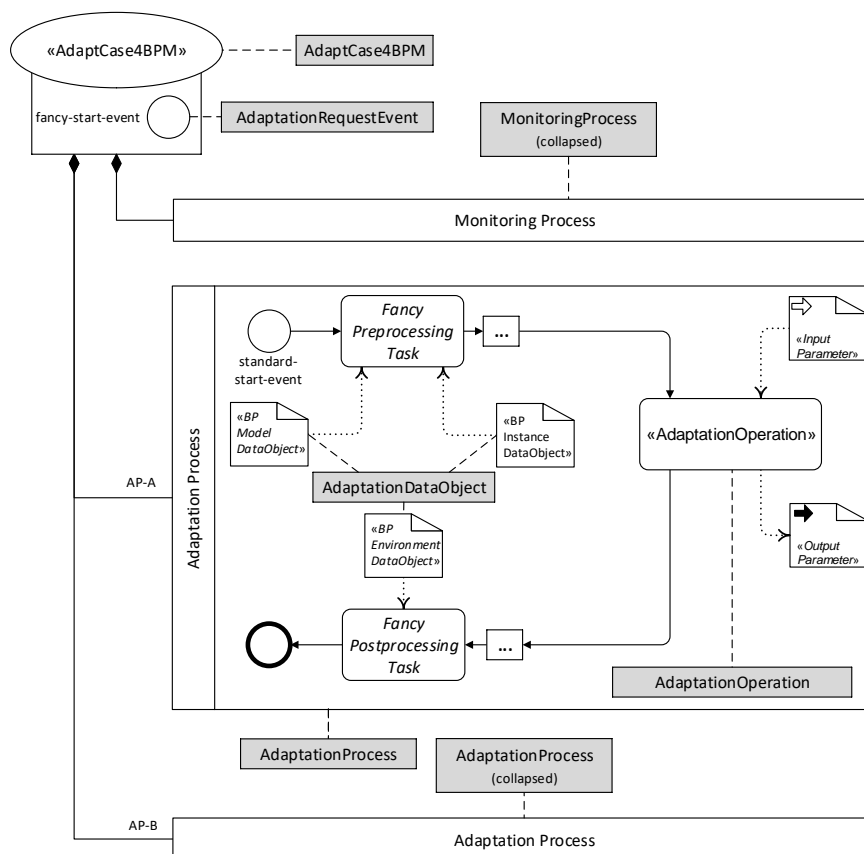 «AdaptCase4BPM»
AdaptCase4BPM
fancy-start-event
AdaptationRequestEvent
MonitoringProcess
(collapsed)
Monitoring Process
Adaptation Process
Fancy
Preprocessing
Task
...
standard-
start-event
«Input
Parameter»
«BP
Model
DataObject»
«BP
Instance
DataObject»
«AdaptationOperation»
AP-A
AdaptationDataObject
«BP
Environment
DataObject»
«Output
Parameter»
Fancy
Postprocessing
Task
...
AdaptationOperation
AdaptationProcess
AdaptationProcess
(collapsed)
AP-B
Adaptation Process